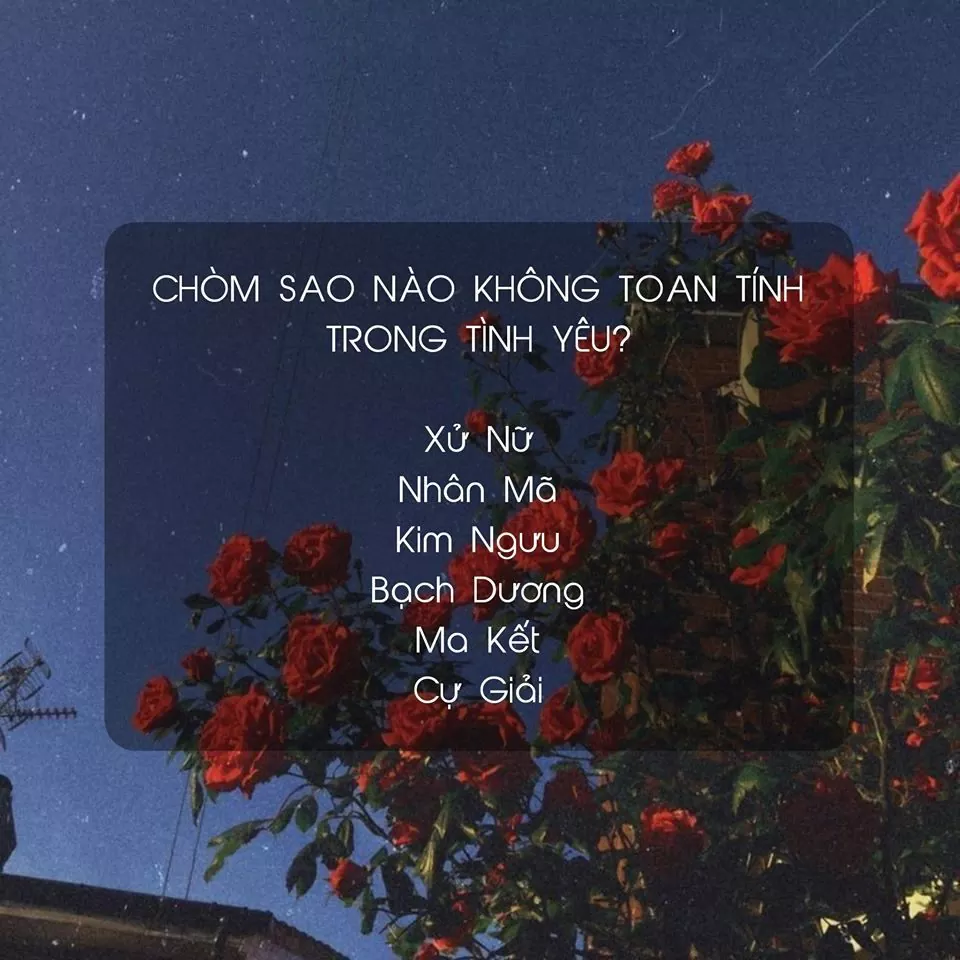 CHÒM SAO NÀO KHÔNG TOAN TÍNH
TRONG TÌNH YÊU?
Xử Nữ
Nhân Mã
Kim Ngưu
Bạch Dương
Ma Kết
Cự Giải